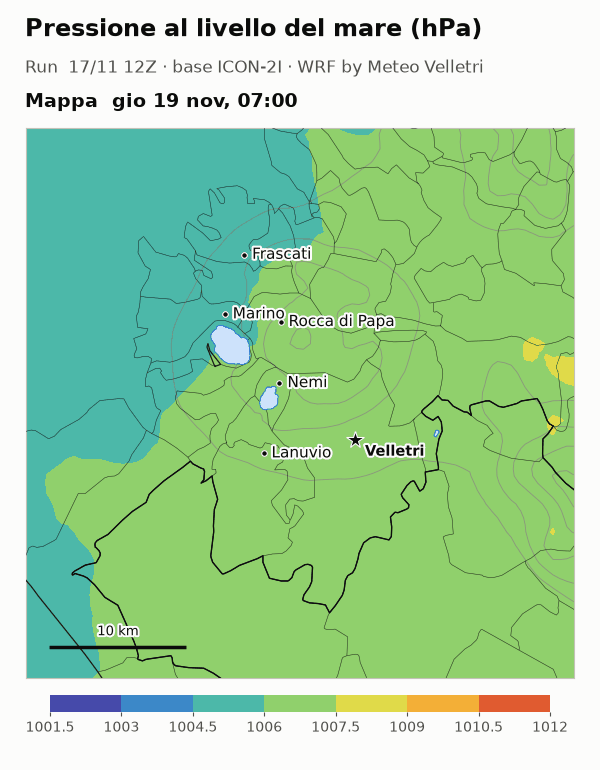 Pressione al livello del mare (hPa)
Run  17/11 12Z · base ICON-2I · WRF by Meteo Velletri
Mappa  gio 19 nov, 07:00
Frascati
Marino
Rocca di Papa
Nemi
Velletri
Lanuvio
10 km
1001.5 1003 1004.5 1006 1007.5 1009 1010.5 1012